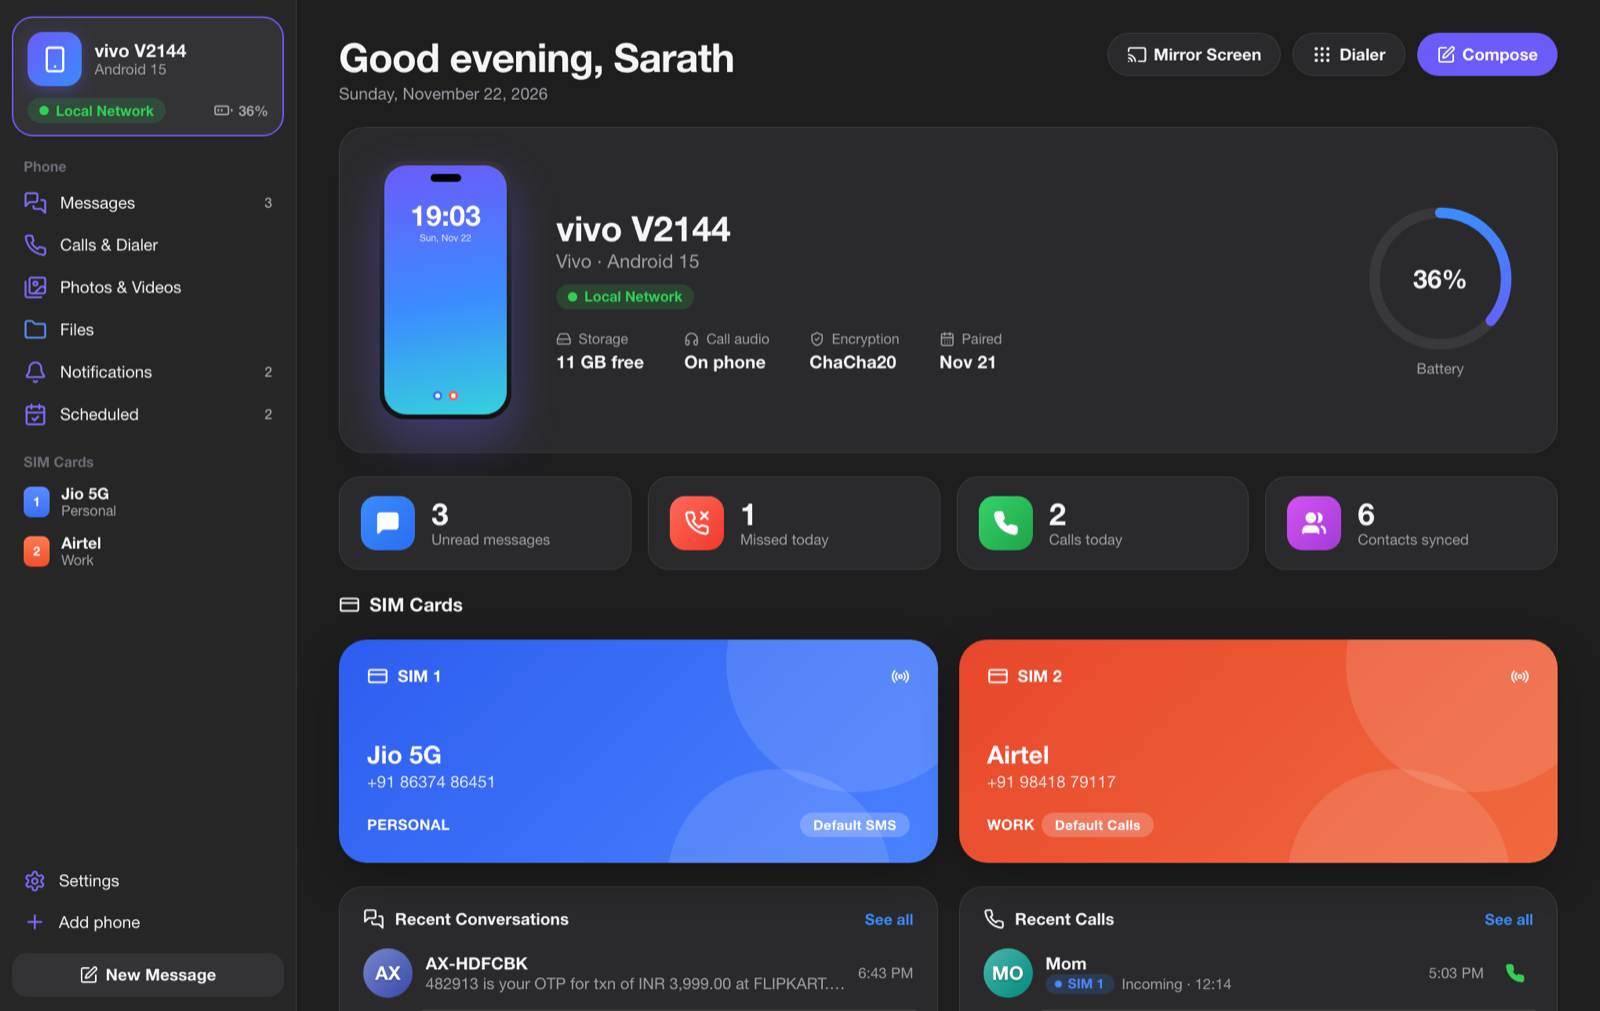 vivo V2144
Android 15
Local Network
36%
Phone
Messages 3
Calls & Dialer
Photos & Videos
Files
Notifications 2
Scheduled 2
SIM Cards
1
Jio 5G
Personal
2
Airtel
Work
Settings
Add phone
New Message
Good evening, Sarath
Sunday, November 22, 2026
Mirror Screen
Dialer
Compose
19:03
Sun, Nov 22
vivo V2144
Vivo · Android 15
Local Network
Storage
11 GB free
Call audio
On phone
Encryption
ChaCha20
Paired
Nov 21
36%
Battery
3
Unread messages
1
Missed today
2
Calls today
6
Contacts synced
SIM Cards
SIM 1
Jio 5G
+91 86374 86451
PERSONAL
Default SMS
SIM 2
Airtel
+91 98418 79117
WORK
Default Calls
Recent Conversations
See all
AX
AX-HDFCBK
482913 is your OTP for txn of INR 3,999.00 at FLIPKART....
6:43 PM
Recent Calls
See all
MO
Mom
SIM 1
Incoming · 12:14
5:03 PM